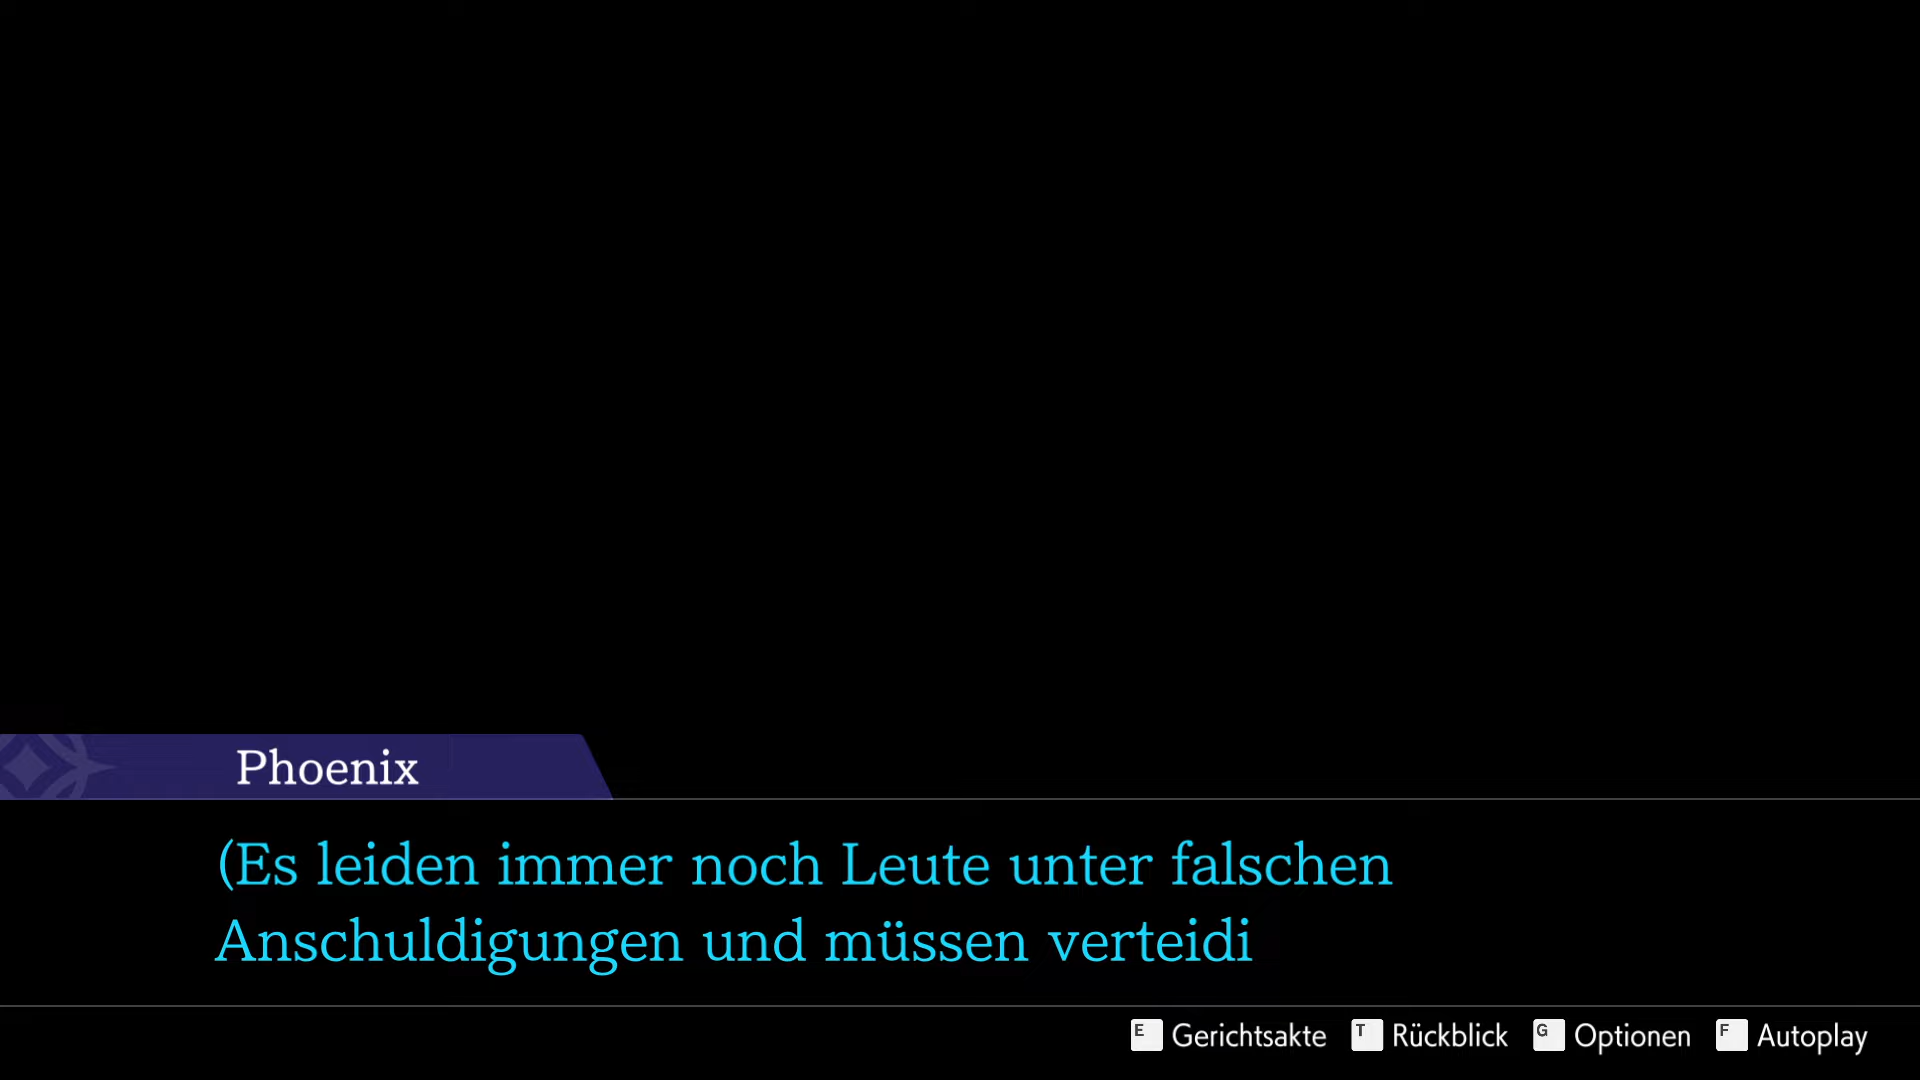 Phoenix
(Es leiden immer noch Leute unter falschen
Anschuldigungen und müssen verteidi
E Gerichtsakte T Rückblick G Optionen F Autoplay